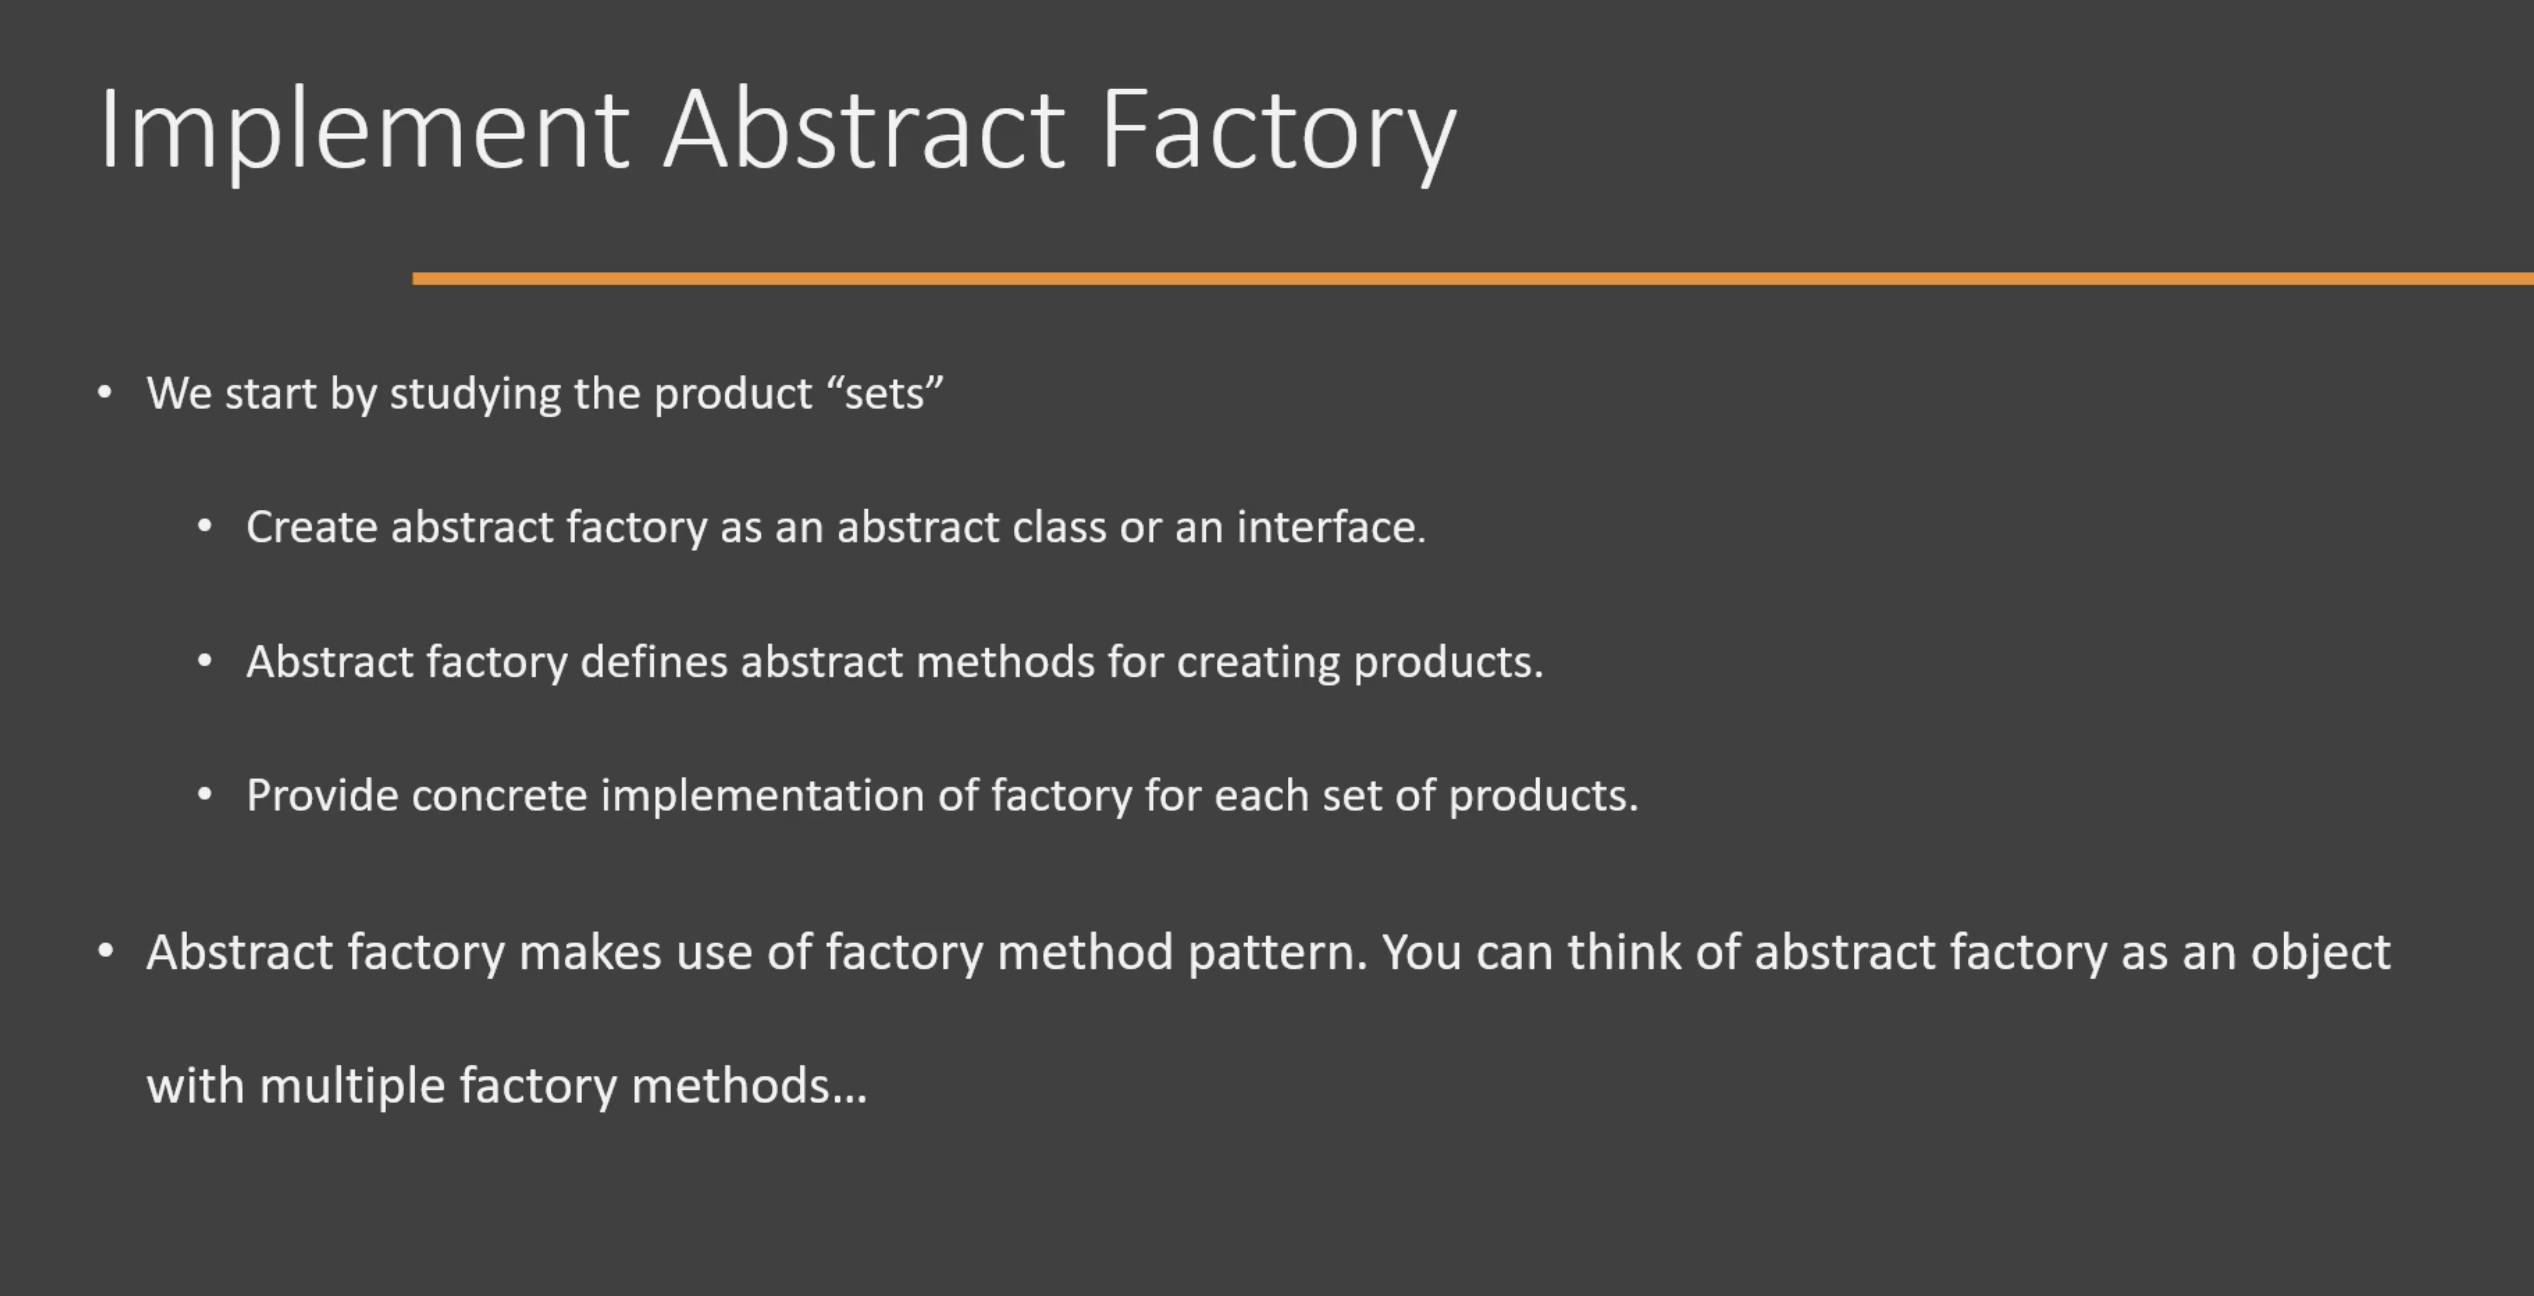 Implement Abstract Factory
• We start by studying the product “sets”
• Create abstract factory as an abstract class or an interface.
• Abstract factory defines abstract methods for creating products.
• Provide concrete implementation of factory for each set of products.
• Abstract factory makes use of factory method pattern. You can think of abstract factory as an object
with multiple factory methods…